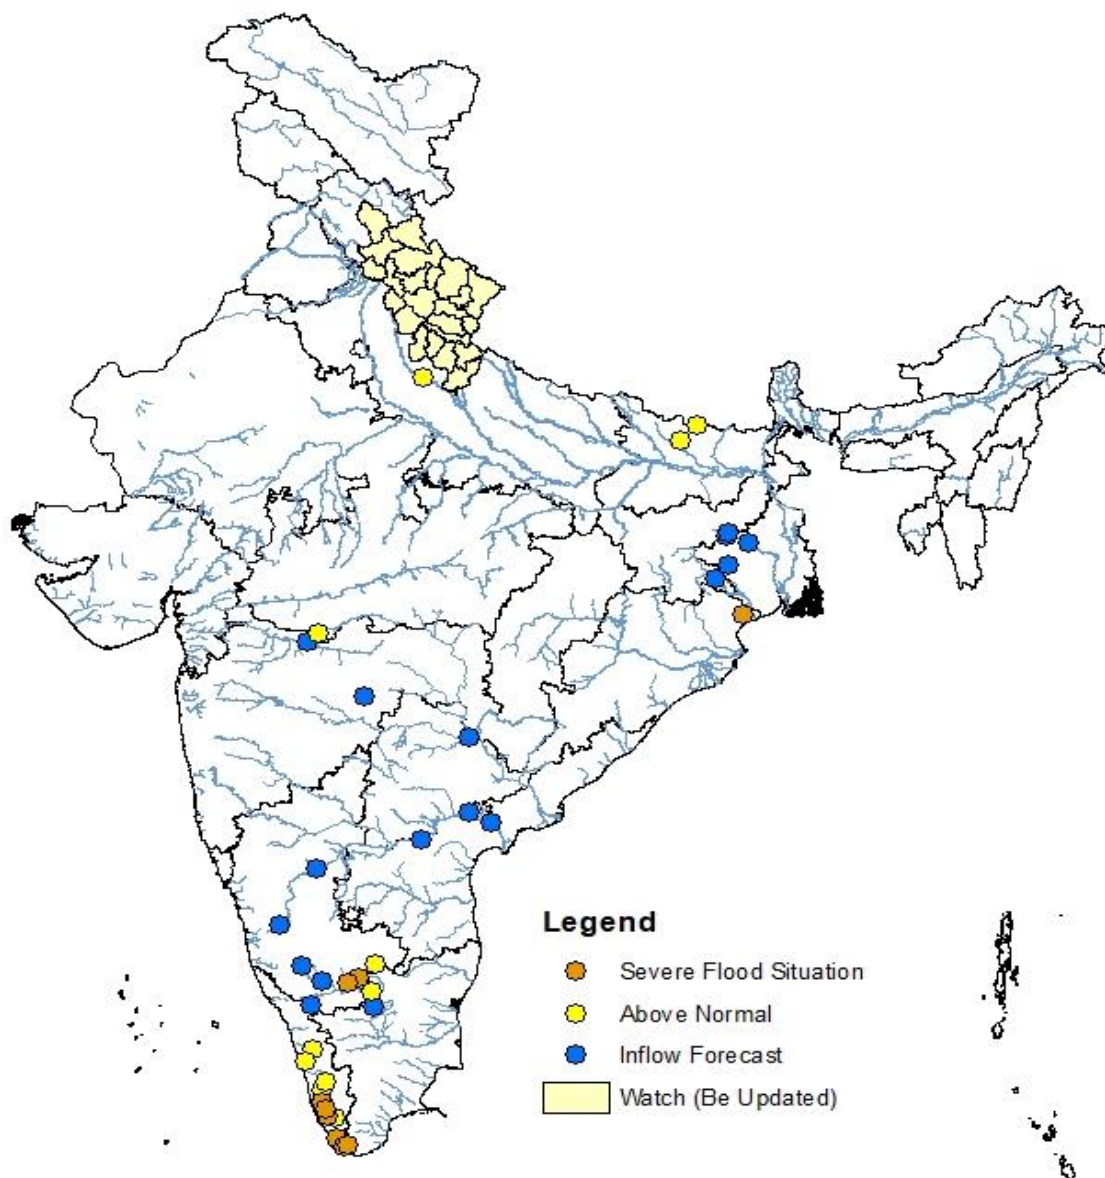 Legend
Severe Flood Situation
Above Normal
Inflow Forecast
Watch (Be Updated)